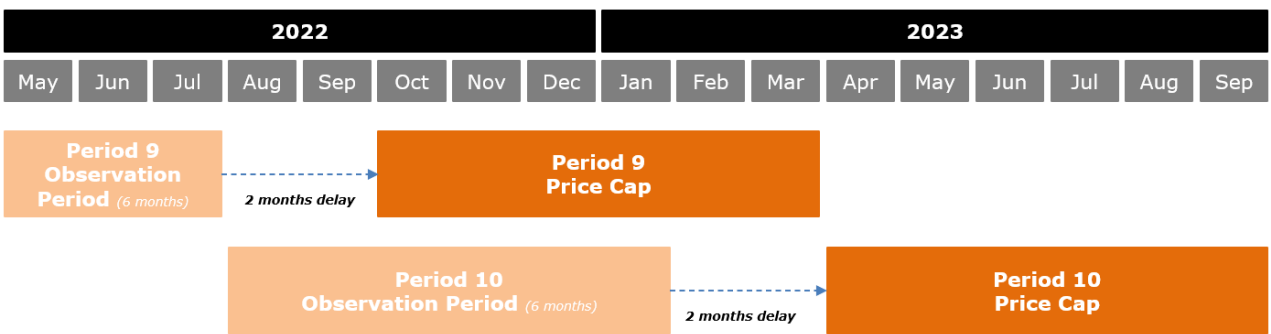 2022 2023
May Jun Jul Aug Sep Oct Nov Dec Jan Feb Mar Apr May Jun Jul Aug Sep
Period 9
Observation
Period (6 months)
2 months delay
Period 9
Price Cap
Period 10
Observation Period (6 months)
2 months delay
Period 10
Price Cap